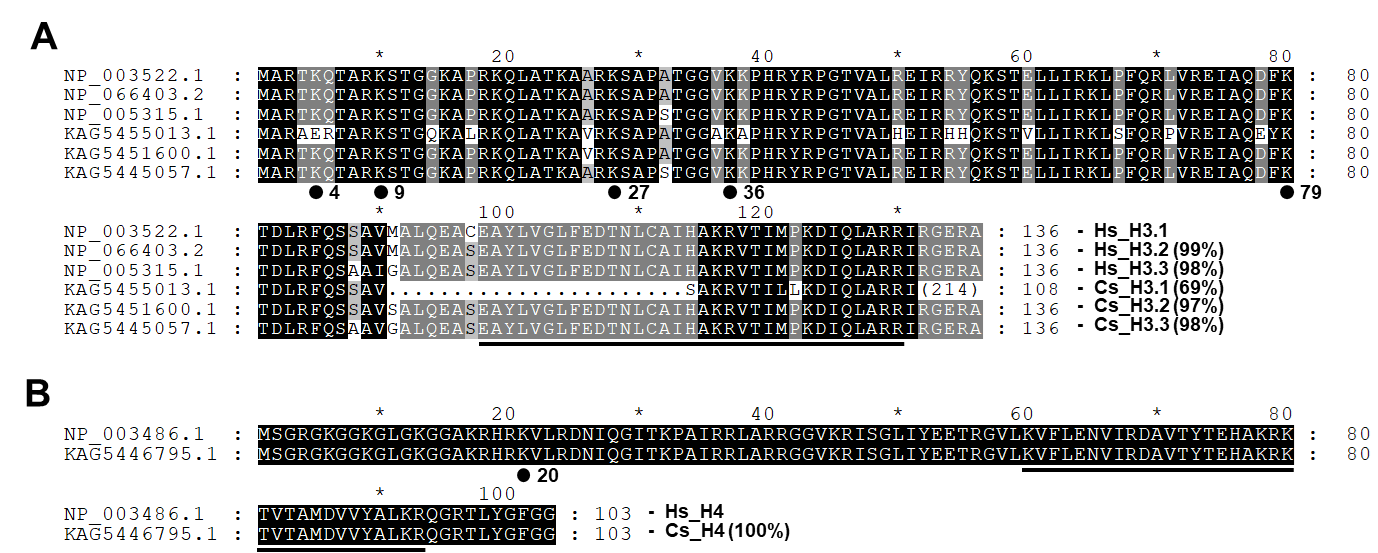 A
* 20 * 40 * 60 * 80
NP_003522.1 : MARTKQTARKSTGGKAPRKQLATKAARKSAPATGGVKKPHRYRPGTVALREIRRYQKSTELLIRKLPFQRLVREIAQDFK : 80
NP_066403.2 : MARTKQTARKSTGGKAPRKQLATKAARKSAPATGGVKKPHRYRPGTVALREIRRYQKSTELLIRKLPFQRLVREIAQDFK : 80
NP_005315.1 : MARTKQTARKSTGGKAPRKQLATKAARKSAPSTGGVKKPHRYRPGTVALREIRRYQKSTELLIRKLPFQRLVREIAQDFK : 80
KAG5455013.1 : MARAERTARKSTGQKALRKQLATKAVRKSAPATGGAKAPHRYRPGTVALHEIRHHQKSTVLLIRKLSFQRPVREIAQEYK : 80
KAG5451600.1 : MARTKQTARKSTGGKAPRKQLATKAVRKSAPATGGVKKPHRYRPGTVALREIRRYQKSTELLIRKLPFQRLVREIAQDFK : 80
KAG5445057.1 : MARTKQTARKSTGGKAPRKQLATKAARKSAPSTGGVKKPHRYRPGTVALREIRRYQKSTELLIRKLPFQRLVREIAQDFK : 80
● 4 ● 9 ● 27 ● 36 ● 79
* 100 * 120 *
NP_003522.1 : TDLRFQSSAVMALQEACEAYLVGLFEDTNLCAIHAKRVTIMPKDIQLARRIRGERA : 136 - Hs_H3.1
NP_066403.2 : TDLRFQSSAVMALQEASEAYLVGLFEDTNLCAIHAKRVTIMPKDIQLARRIRGERA : 136 - Hs_H3.2 (99%)
NP_005315.1 : TDLRFQSAAIGALQEASEAYLVGLFEDTNLCAIHAKRVTIMPKDIQLARRIRGERA : 136 - Hs_H3.3 (98%)
KAG5455013.1 : TDLRFQSSAV.......................SAKRVTILLKDIQLARRI(214) : 108 - Cs_H3.1 (69%)
KAG5451600.1 : TDLRFQSSAVSALQEASEAYLVGLFEDTNLCAIHAKRVTIMPKDIQLARRIRGERA : 136 - Cs_H3.2 (97%)
KAG5445057.1 : TDLRFQSAAVGALQEASEAYLVGLFEDTNLCAIHAKRVTIMPKDIQLARRIRGERA : 136 - Cs_H3.3 (98%)
B
* 20 * 40 * 60 * 80
NP_003486.1 : MSGRGKGGKGLGKGGAKRHRKVLRDNIQGITKPAIRRLARRGGVKRISGLIYEETRGVLKVFLENVIRDAVTYTEHAKRK : 80
KAG5446795.1 : MSGRGKGGKGLGKGGAKRHRKVLRDNIQGITKPAIRRLARRGGVKRISGLIYEETRGVLKVFLENVIRDAVTYTEHAKRK : 80
● 20
* 100
NP_003486.1 : TVTAMDVVYALKRQGRTLYGFGG : 103 - Hs_H4
KAG5446795.1 : TVTAMDVVYALKRQGRTLYGFGG : 103 - Cs_H4 (100%)